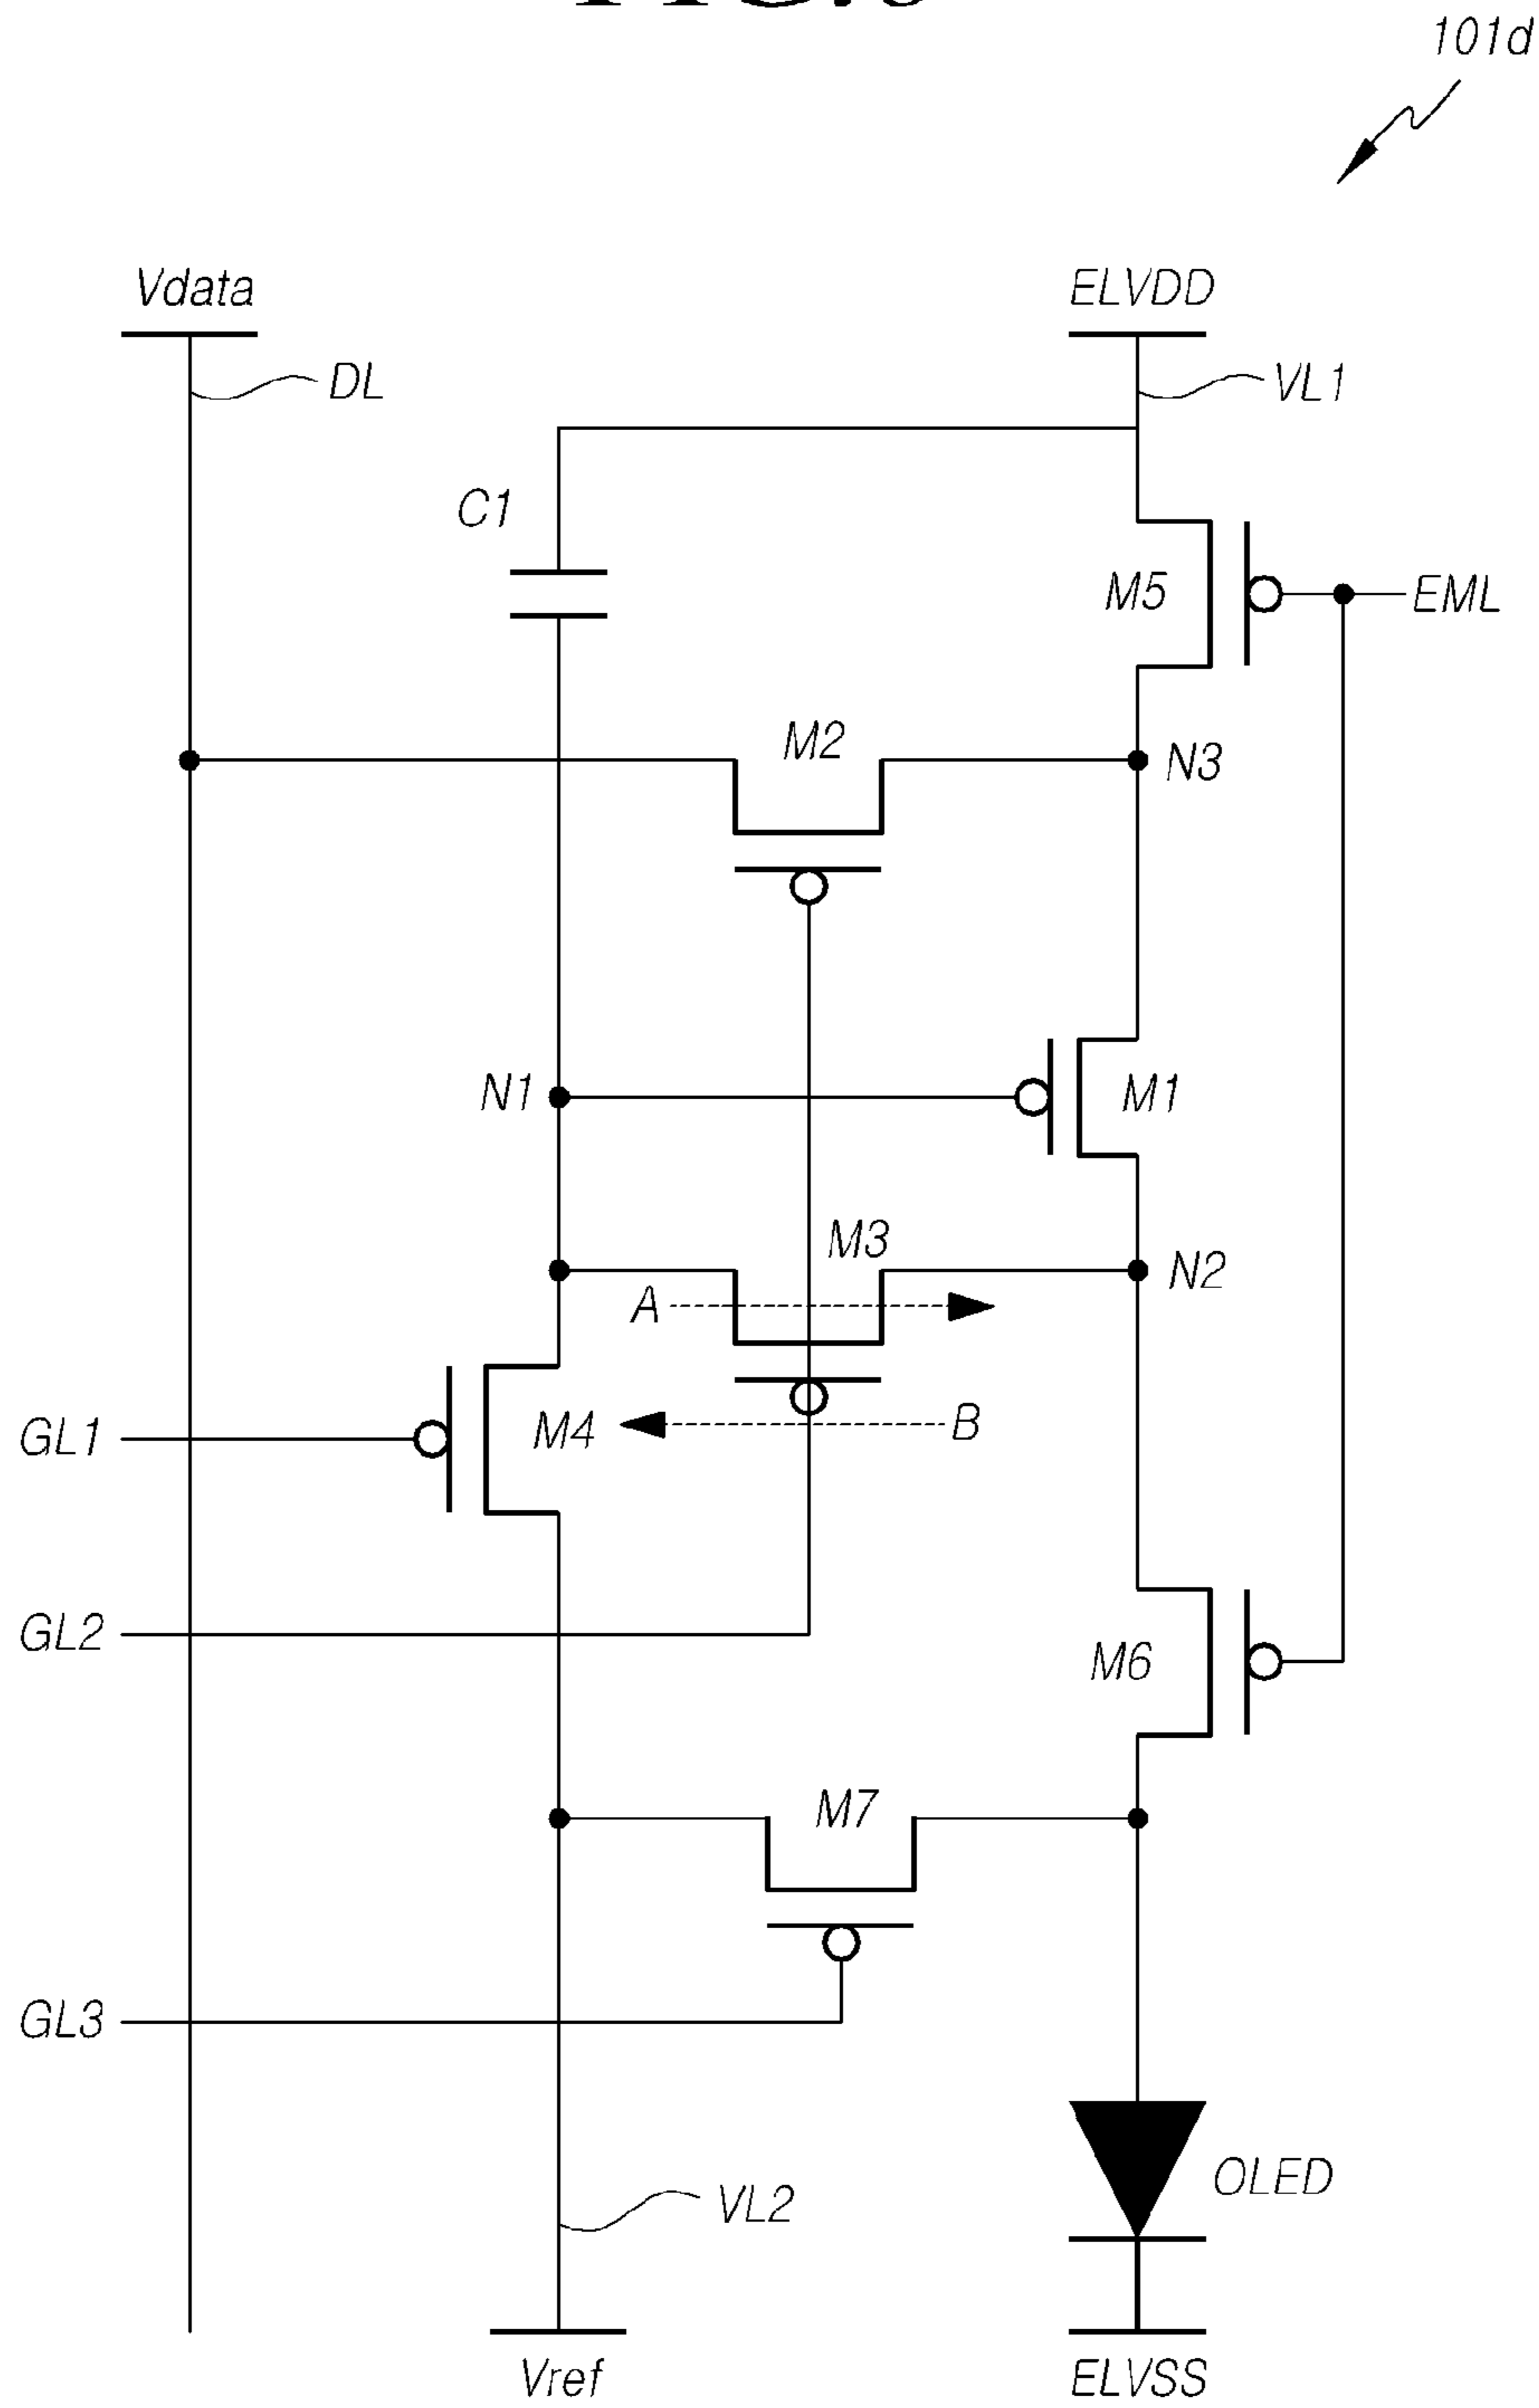 101d
Vdata
ELVDD
DL
VL1
C1
M5
EML
M2
N3
N1
M1
M3
N2
A
GL1
M4
B
GL2
M6
M7
GL3
OLED
VL2
Vref
ELVSS